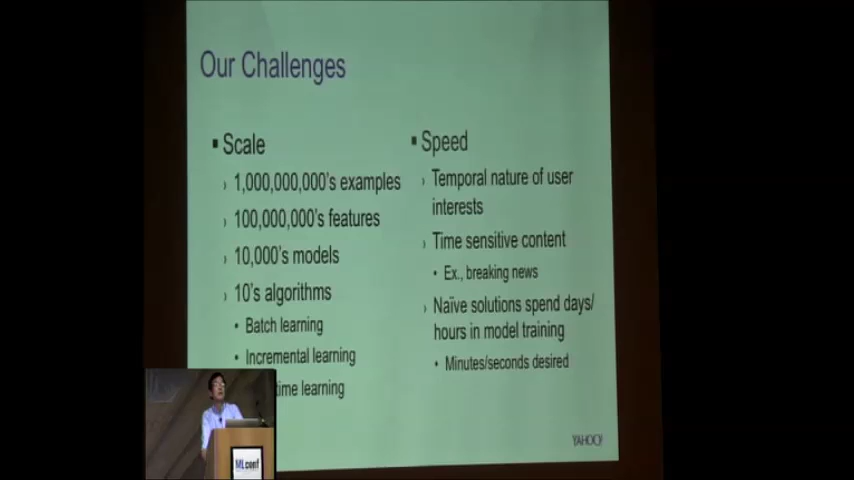 Our Challenges
▪ Scale
› 1,000,000,000's examples
› 100,000,000's features
› 10,000's models
› 10's algorithms
• Batch learning
• Incremental learning
time learning
▪ Speed
› Temporal nature of user
interests
› Time sensitive content
• Ex., breaking news
› Naïve solutions spend days/
hours in model training
• Minutes/seconds desired
YAHOO!
MLconf